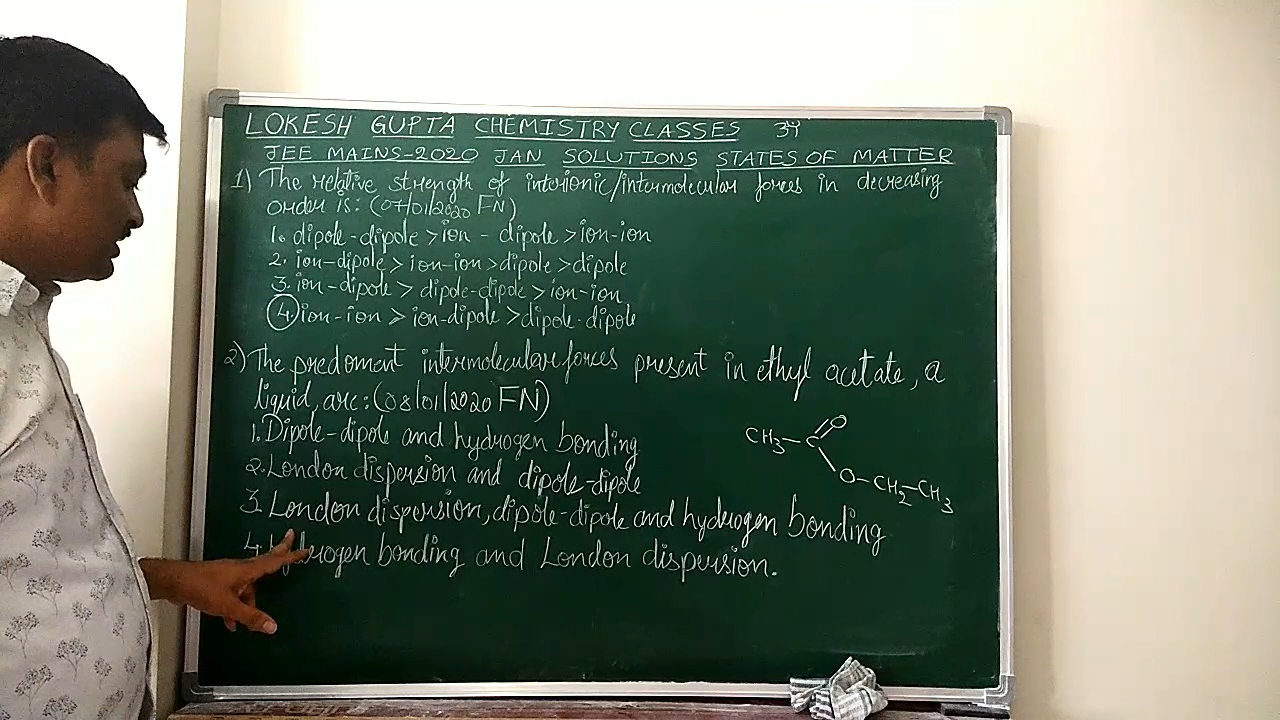 LOKESH GUPTA CHEMISTRY CLASSES 34
JEE MAINS-2020 JAN SOLUTIONS STATES OF MATTER
1) The relative strength of interionic/intermolecular forces in decreasing
order is: (07/01/2020 FN)
1. dipole-dipole > ion - dipole > ion-ion
2. ion-dipole > ion-ion > dipole > dipole
3. ion-dipole > dipole-dipole > ion-ion
4. ion-ion > ion-dipole > dipole-dipole
2) The predoment intermolecular forces present in ethyl acetate, a
liquid, are: (08/01/2020 FN)
1. Dipole-dipole and hydrogen bonding
2. London dispersion and dipole-dipole
3. London dispersion, dipole-dipole and hydrogen bonding
4. Hydrogen bonding and London dispersion.
O
CH3-C
O-CH2-CH3